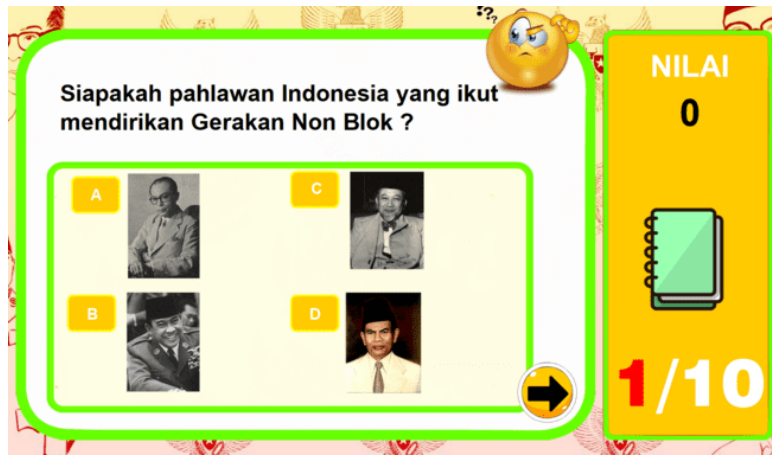 ???
Siapakah pahlawan Indonesia yang ikut
mendirikan Gerakan Non Blok ?
A
C
B
D
NILAI
0
1/10